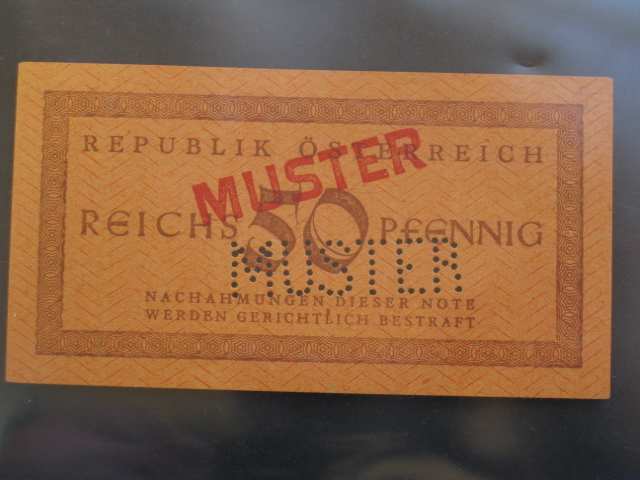 REPUBLIK ÖSTERREICH
MUSTER
REICHS 50 PFENNIG
MUSTER
NACHAHMUNGEN DIESER NOTE
WERDEN GERICHTLICH BESTRAFT